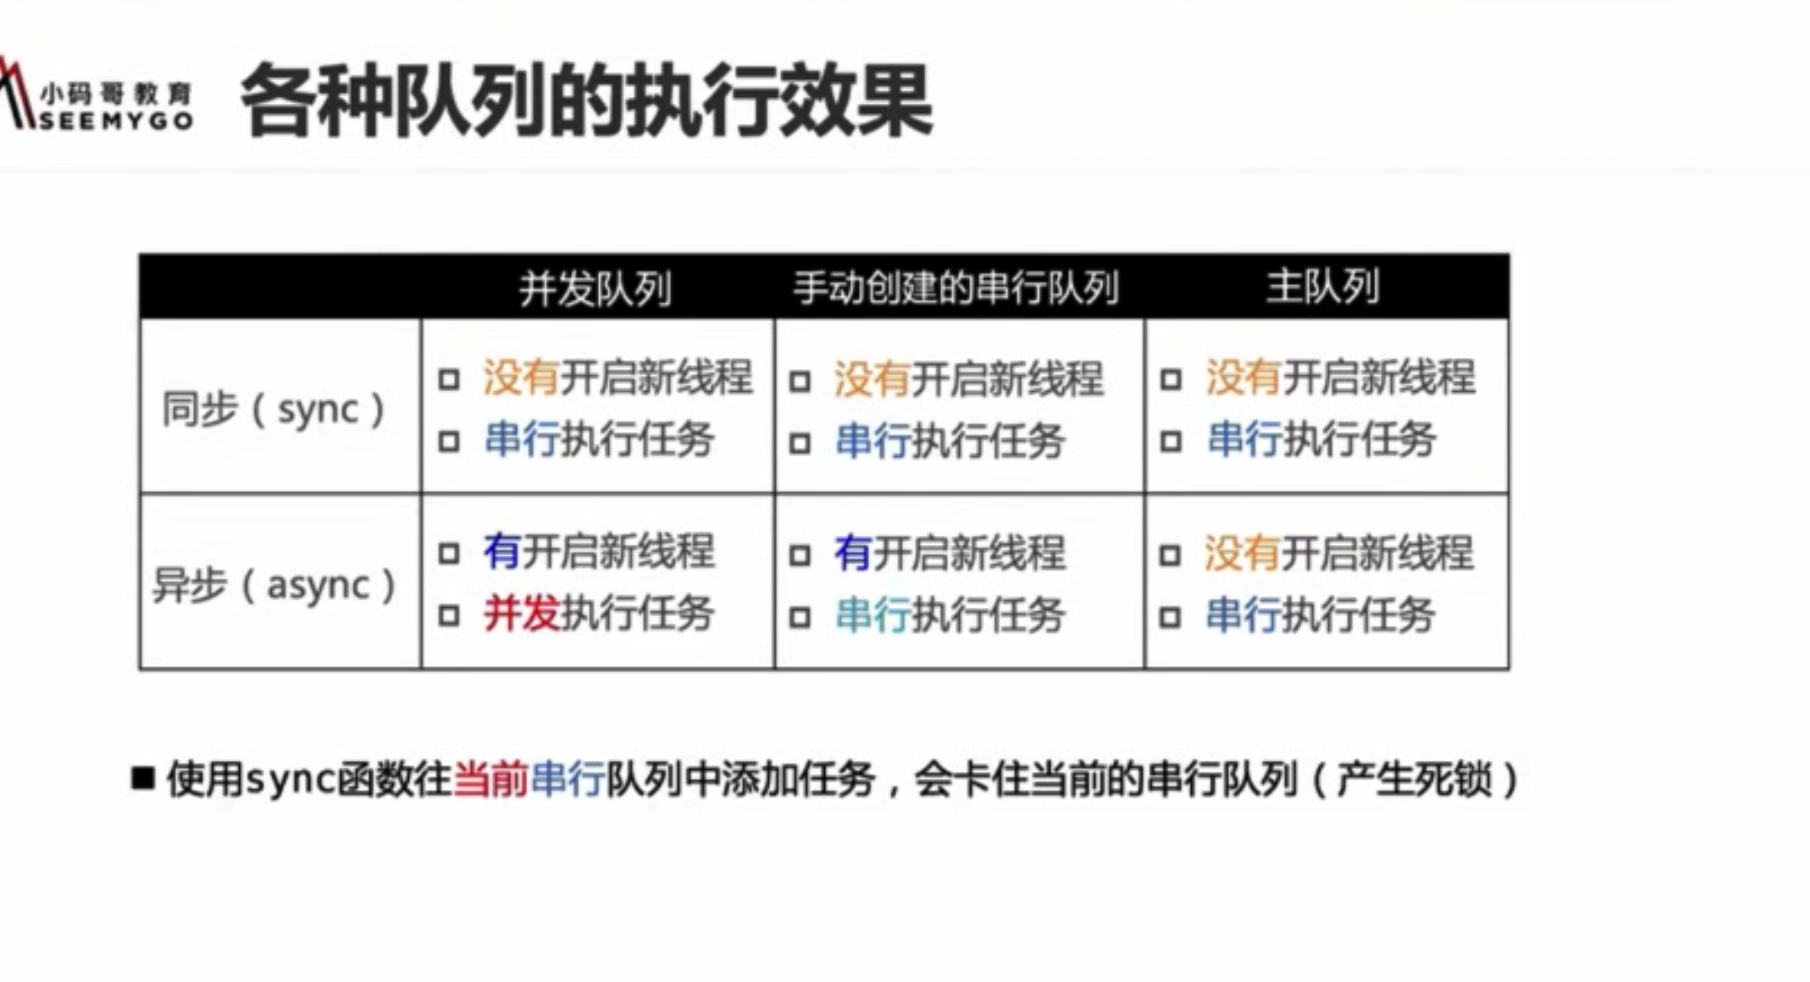 小码哥教育
SEEMYGO
各种队列的执行效果
并发队列 手动创建的串行队列 主队列
同步（sync） 没有开启新线程 没有开启新线程 没有开启新线程
串行执行任务 串行执行任务 串行执行任务
异步（async） 有开启新线程 有开启新线程 没有开启新线程
并发执行任务 串行执行任务 串行执行任务
使用sync函数往当前串行队列中添加任务，会卡住当前的串行队列（产生死锁）